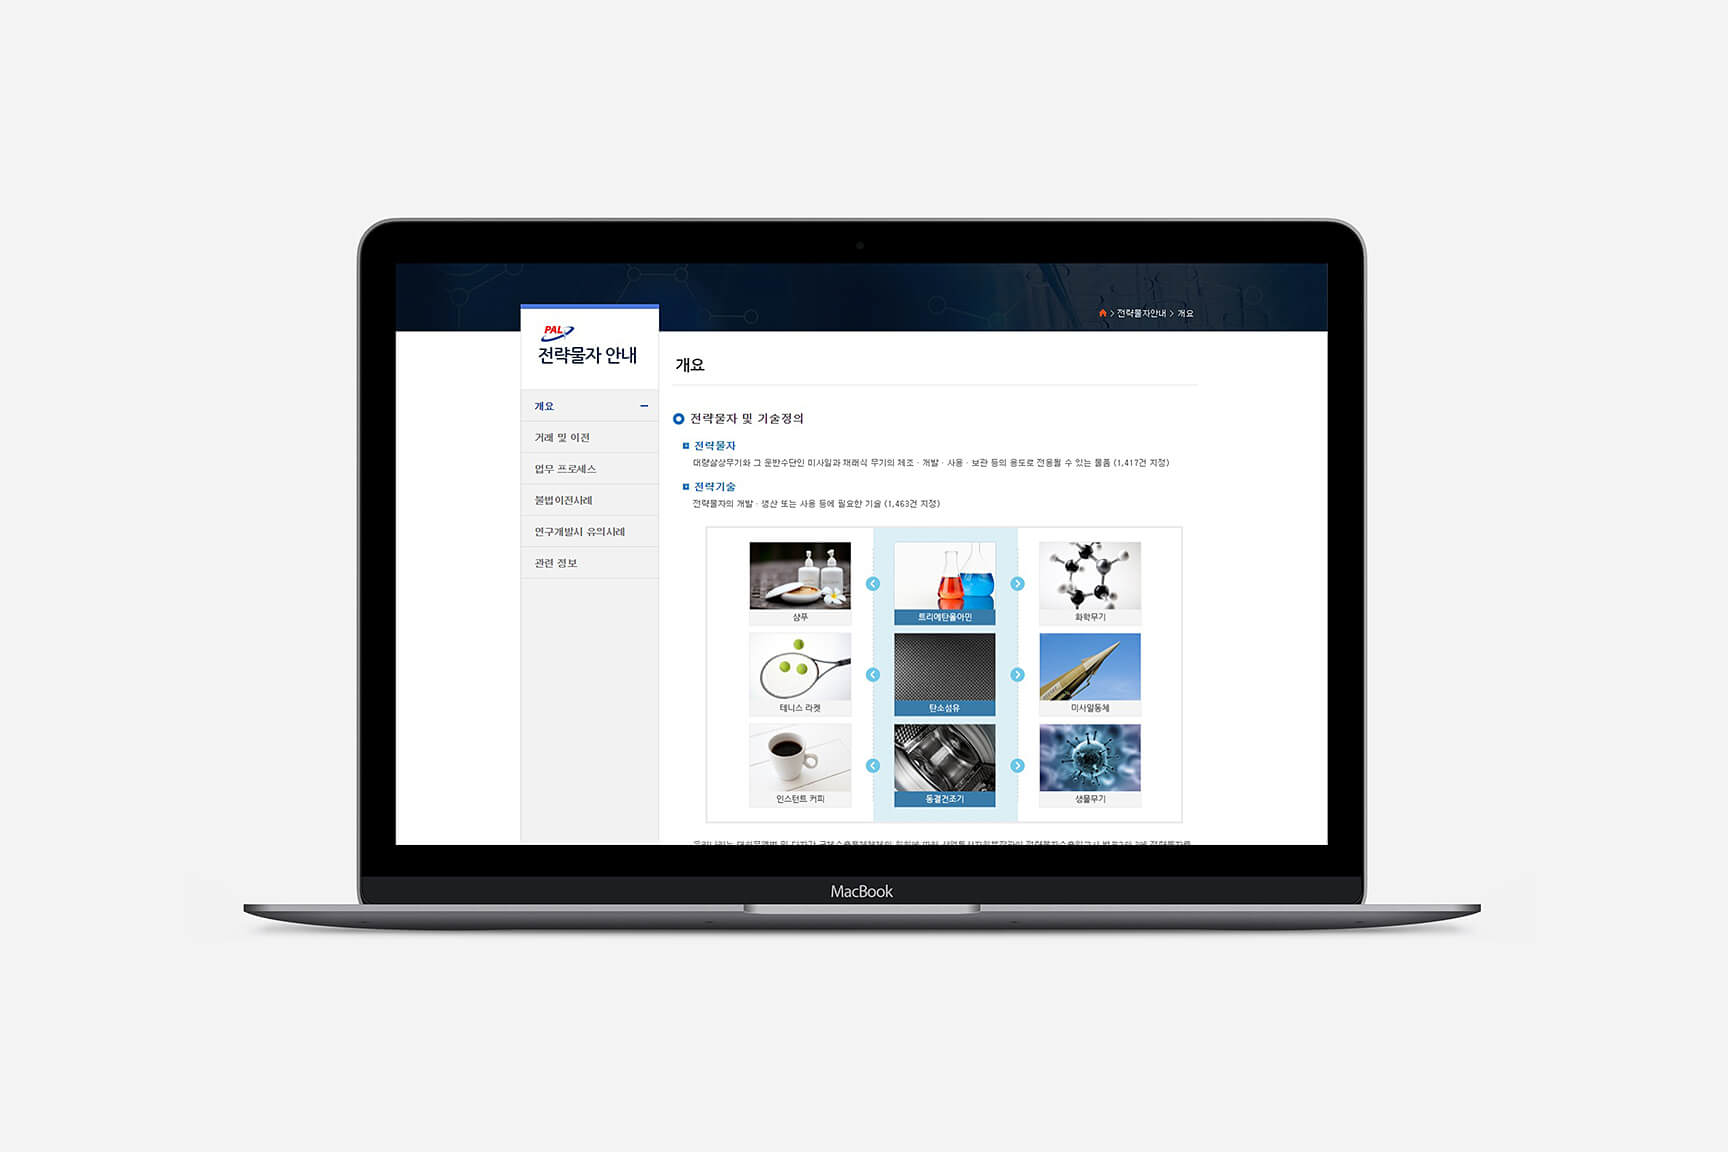 > 전략물자안내 > 개요
PAL
전략물자 안내
개요
거래 및 이전
업무 프로세스
불법이전사례
연구개발시 유의사례
관련 정보
개요
전략물자 및 기술정의
전략물자
대량살상무기와 그 운반수단인 미사일과 재래식 무기의 제조 · 개발 · 사용 · 보관 등의 용도로 전용될 수 있는 물품 (1,417건 지정)
전략기술
전략물자의 개발 · 생산 또는 사용 등에 필요한 기술 (1,463건 지정)
샴푸
트리에탄올아민
화학무기
테니스 라켓
탄소섬유
미사일동체
인스턴트 커피
동결건조기
생물무기
MacBook